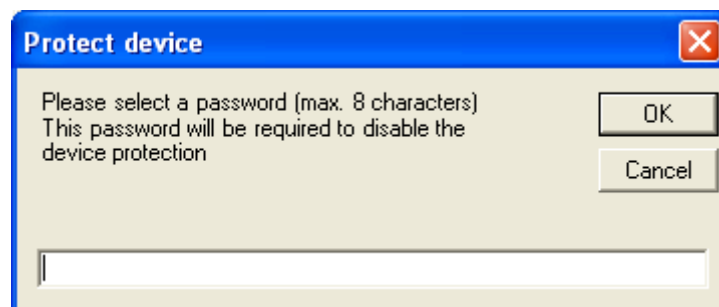 Protect device
Please select a password (max. 8 characters)
This password will be required to disable the
device protection
OK
Cancel